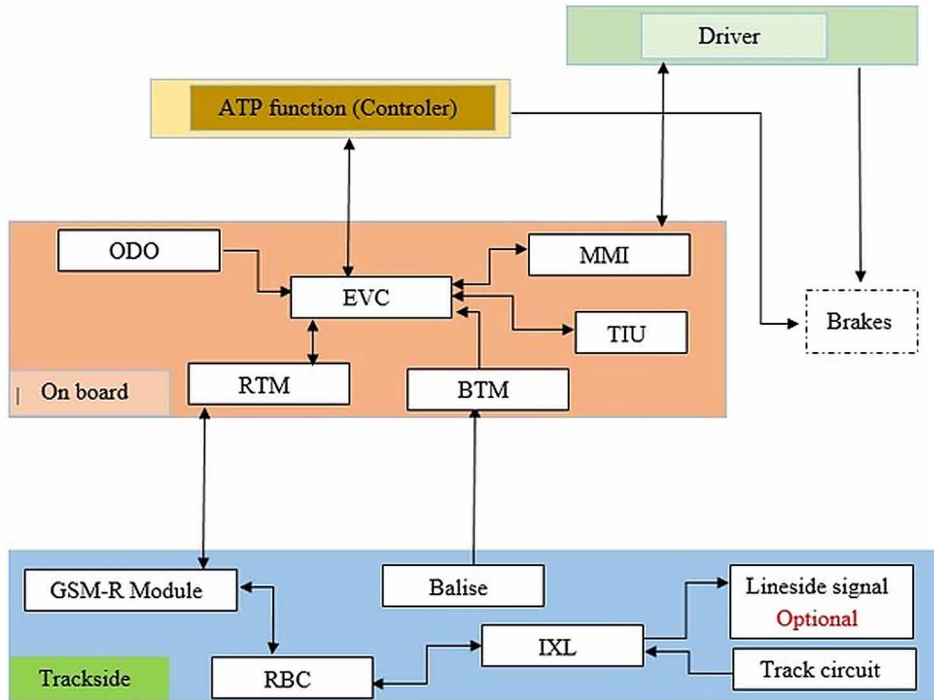 Driver
ATP function (Controler)
ODO
MMI
EVC
TIU
Brakes
RTM
BTM
| On board
GSM-R Module
Balise
Lineside signal
Optional
IXL
Track circuit
Trackside
RBC